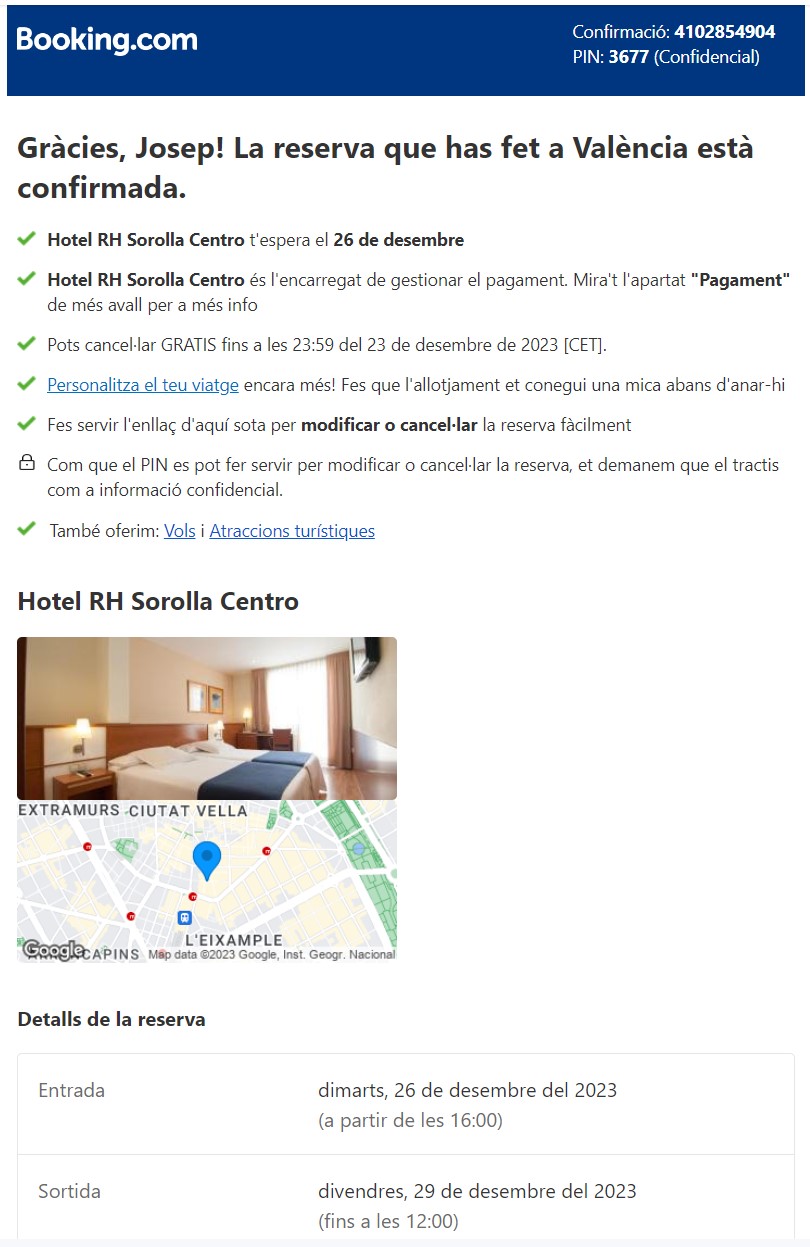 Booking.com
Confirmació: 4102854904
PIN: 3677 (Confidencial)
Gràcies, Josep! La reserva que has fet a València està
confirmada.
Hotel RH Sorolla Centro t'espera el 26 de desembre
Hotel RH Sorolla Centro és l'encarregat de gestionar el pagament. Mira't l'apartat "Pagament"
de més avall per a més info
Pots cancel·lar GRATIS fins a les 23:59 del 23 de desembre de 2023 [CET].
Personalitza el teu viatge encara més! Fes que l'allotjament et conegui una mica abans d'anar-hi
Fes servir l'enllaç d'aquí sota per modificar o cancel·lar la reserva fàcilment
Com que el PIN es pot fer servir per modificar o cancel·lar la reserva, et demanem que el tractis
com a informació confidencial.
També oferim: Vols i Atraccions turístiques
Hotel RH Sorolla Centro
EXTRAMURS CIUTAT VELLA
L'EIXAMPLE
Google
CAPINS
Map data ©2023 Google, Inst. Geogr. Nacional
Detalls de la reserva
Entrada
dimarts, 26 de desembre del 2023
(a partir de les 16:00)
Sortida
divendres, 29 de desembre del 2023
(fins a les 12:00)